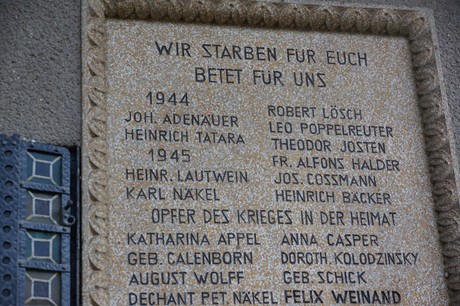 WIR STARBEN FÜR EUCH
BETET FÜR UNS
1944
JOH. ADENAUER
HEINRICH TATARA
1945
HEINR. LAUTWEIN
KARL NÄKEL
ROBERT LÖSCH
LEO POPPELREUTER
THEODOR JOSTEN
FR. ALFONS HALDER
JOS. COSSMANN
HEINRICH BÄCKER
OPFER DES KRIEGES IN DER HEIMAT
KATHARINA APPEL
GEB. CALENBORN
AUGUST WOLFF
DECHANT PET. NÄKEL
ANNA CASPER
DOROTH. KOLODZINSKY
GEB. SCHICK
FELIX WEINAND